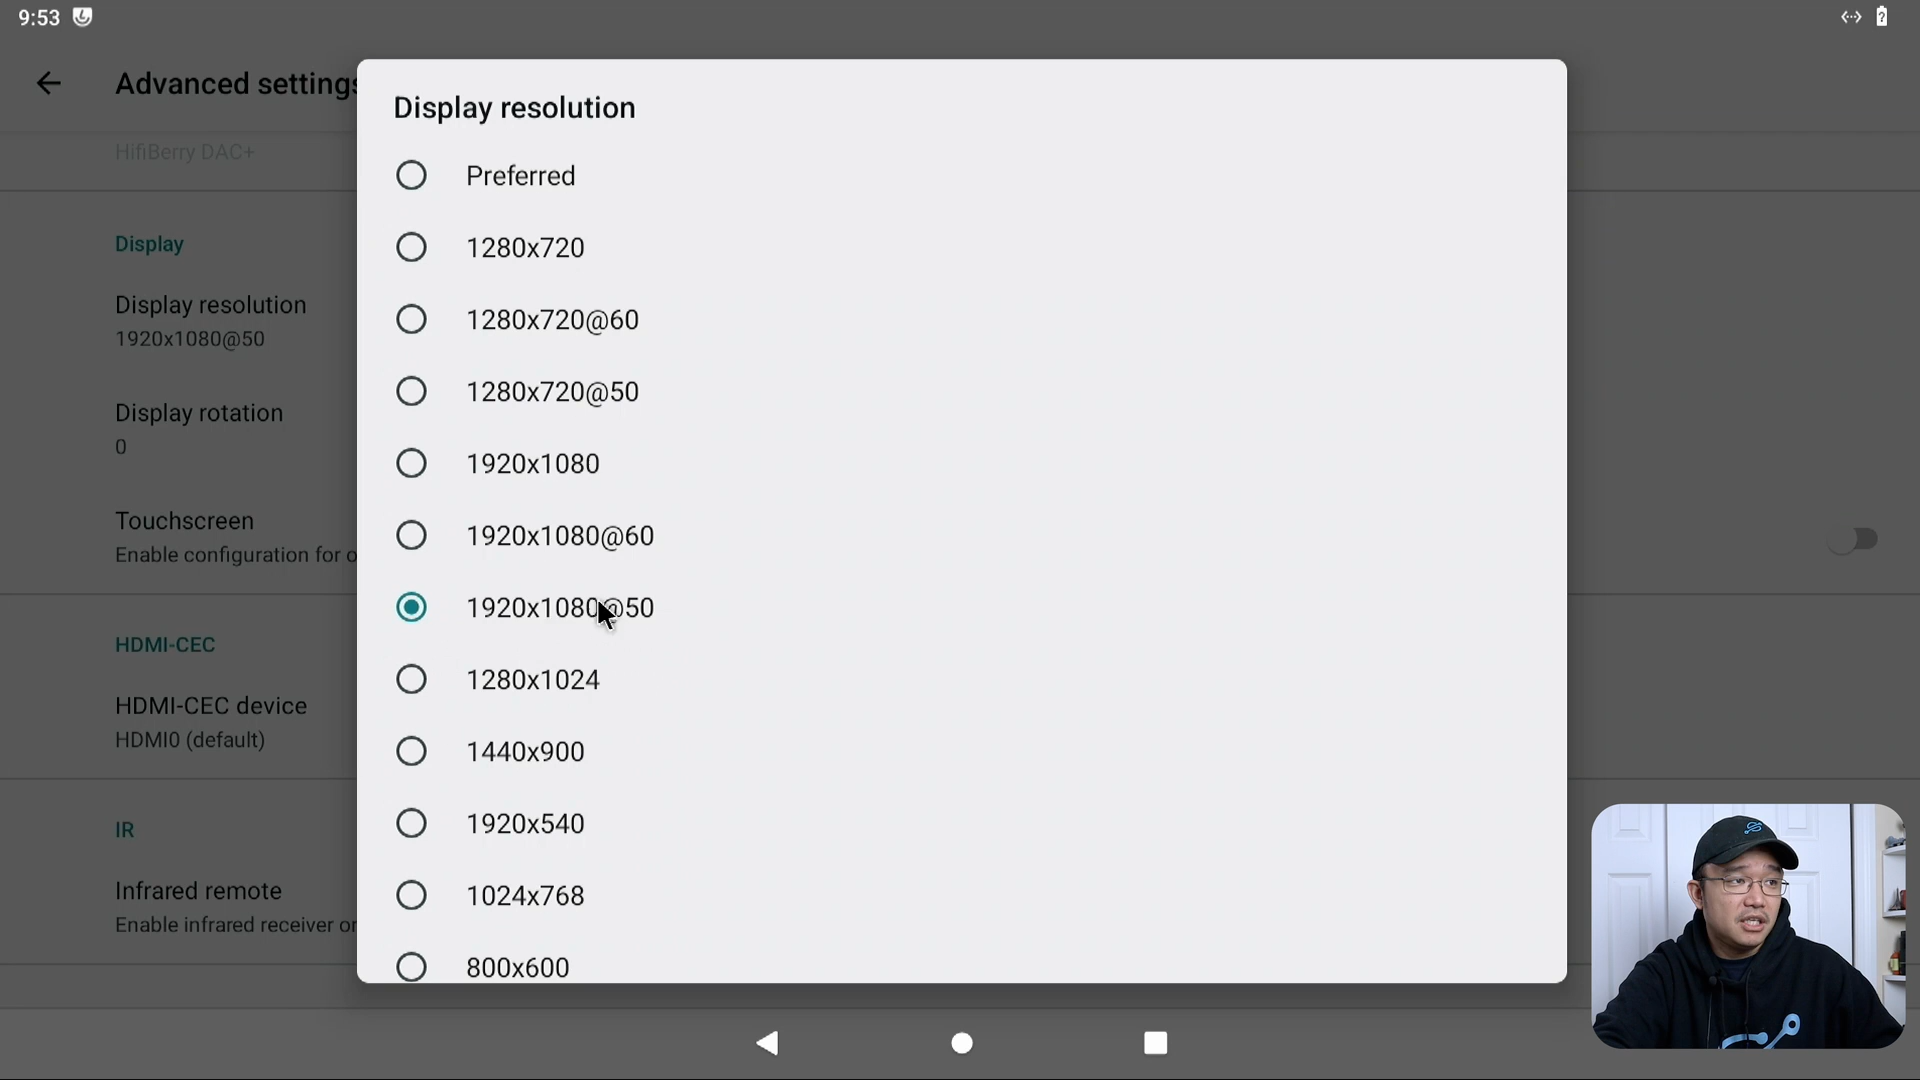 9:53
Advanced settings
HifiBerry DAC+
Display
Display resolution
1920x1080@50
Display rotation
0
Touchscreen
Enable configuration for o
HDMI-CEC
HDMI-CEC device
HDMI0 (default)
IR
Infrared remote
Enable infrared receiver or
Display resolution
Preferred
1280x720
1280x720@60
1280x720@50
1920x1080
1920x1080@60
1920x1080@50
1280x1024
1440x900
1920x540
1024x768
800x600